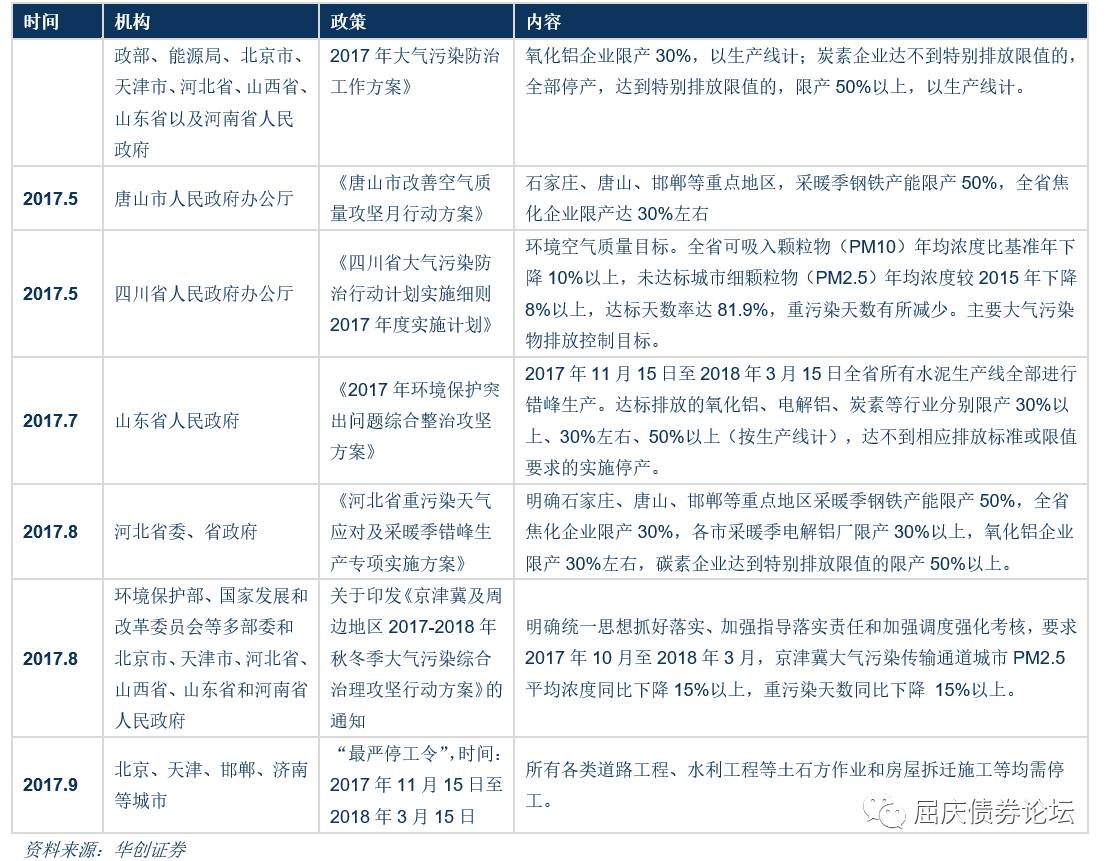 时间 机构 政策 内容
政部、能源局、北京市、
天津市、河北省、山西省、
山东省以及河南省人民
政府
2017 年大气污染防治
工作方案》
氧化铝企业限产 30%，以生产线计；炭素企业达不到特别排放限值的，
全部停产，达到特别排放限值的，限产 50%以上，以生产线计。
2017.5
唐山市人民政府办公厅
《唐山市改善空气质
量攻坚月行动方案》
石家庄、唐山、邯郸等重点地区，采暖季钢铁产能限产 50%，全省焦
化企业限产达 30%左右
2017.5
四川省人民政府办公厅
《四川省大气污染防
治行动计划实施细则
2017 年度实施计划》
环境空气质量目标。全省可吸入颗粒物（PM10）年均浓度比基准年下
降 10%以上，未达标城市细颗粒物（PM2.5）年均浓度较 2015 年下降
8%以上，达标天数率达 81.9%，重污染天数有所减少。主要大气污染
物排放控制目标。
2017.7
山东省人民政府
《2017 年环境保护突
出问题综合整治攻坚
方案》
2017 年 11 月 15 日至 2018 年 3 月 15 日全省所有水泥生产线全部进行
错峰生产。达标排放的氧化铝、电解铝、炭素等行业分别限产 30%以
上、30%左右、50%以上（按生产线计），达不到相应排放标准或限值
要求的实施停产。
2017.8
河北省委、省政府
《河北省重污染天气
应对及采暖季错峰生
产专项实施方案》
明确石家庄、唐山、邯郸等重点地区采暖季钢铁产能限产 50%，全省
焦化企业限产 30%，各市采暖季电解铝厂限产 30%以上，氧化铝企业
限产 30%左右，碳素企业达到特别排放限值的限产 50%以上。
2017.8
环境保护部、国家发展和
改革委员会等多部委和
北京市、天津市、河北省、
山西省、山东省和河南省
人民政府
关于印发《京津冀及周
边地区 2017-2018 年
秋冬季大气污染综合
治理攻坚行动方案》的
通知
明确统一思想抓好落实、加强指导落实责任和加强调度强化考核，要求
2017 年 10 月至 2018 年 3 月，京津冀大气污染传输通道城市 PM2.5
平均浓度同比下降 15%以上，重污染天数同比下降 15%以上。
2017.9
北京、天津、邯郸、济南
等城市
“最严停工令”，时间：
2017 年 11 月 15 日至
2018 年 3 月 15 日
所有各类道路工程、水利工程等土石方作业和房屋拆迁施工等均需停
工。
屈庆债券论坛
资料来源：华创证券